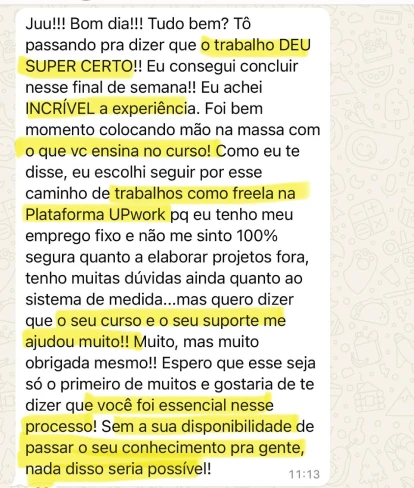 Juu!!! Bom dia!!! Tudo bem? Tô
passando pra dizer que o trabalho DEU
SUPER CERTO!! Eu consegui concluir
nesse final de semana!! Eu achei
INCRÍVEL a experiência. Foi bem
momento colocando mão na massa com
o que vc ensina no curso! Como eu te
disse, eu escolhi seguir por esse
caminho de trabalhos como freela na
Plataforma UPwork pq eu tenho meu
emprego fixo e não me sinto 100%
segura quanto a elaborar projetos fora,
tenho muitas dúvidas ainda quanto ao
sistema de medida...mas quero dizer
que o seu curso e o seu suporte me
ajudou muito!! Muito, mas muito
obrigada mesmo!! Espero que esse seja
só o primeiro de muitos e gostaria de te
dizer que você foi essencial nesse
processo! Sem a sua disponibilidade de
passar o seu conhecimento pra gente,
nada disso seria possível!
11:13